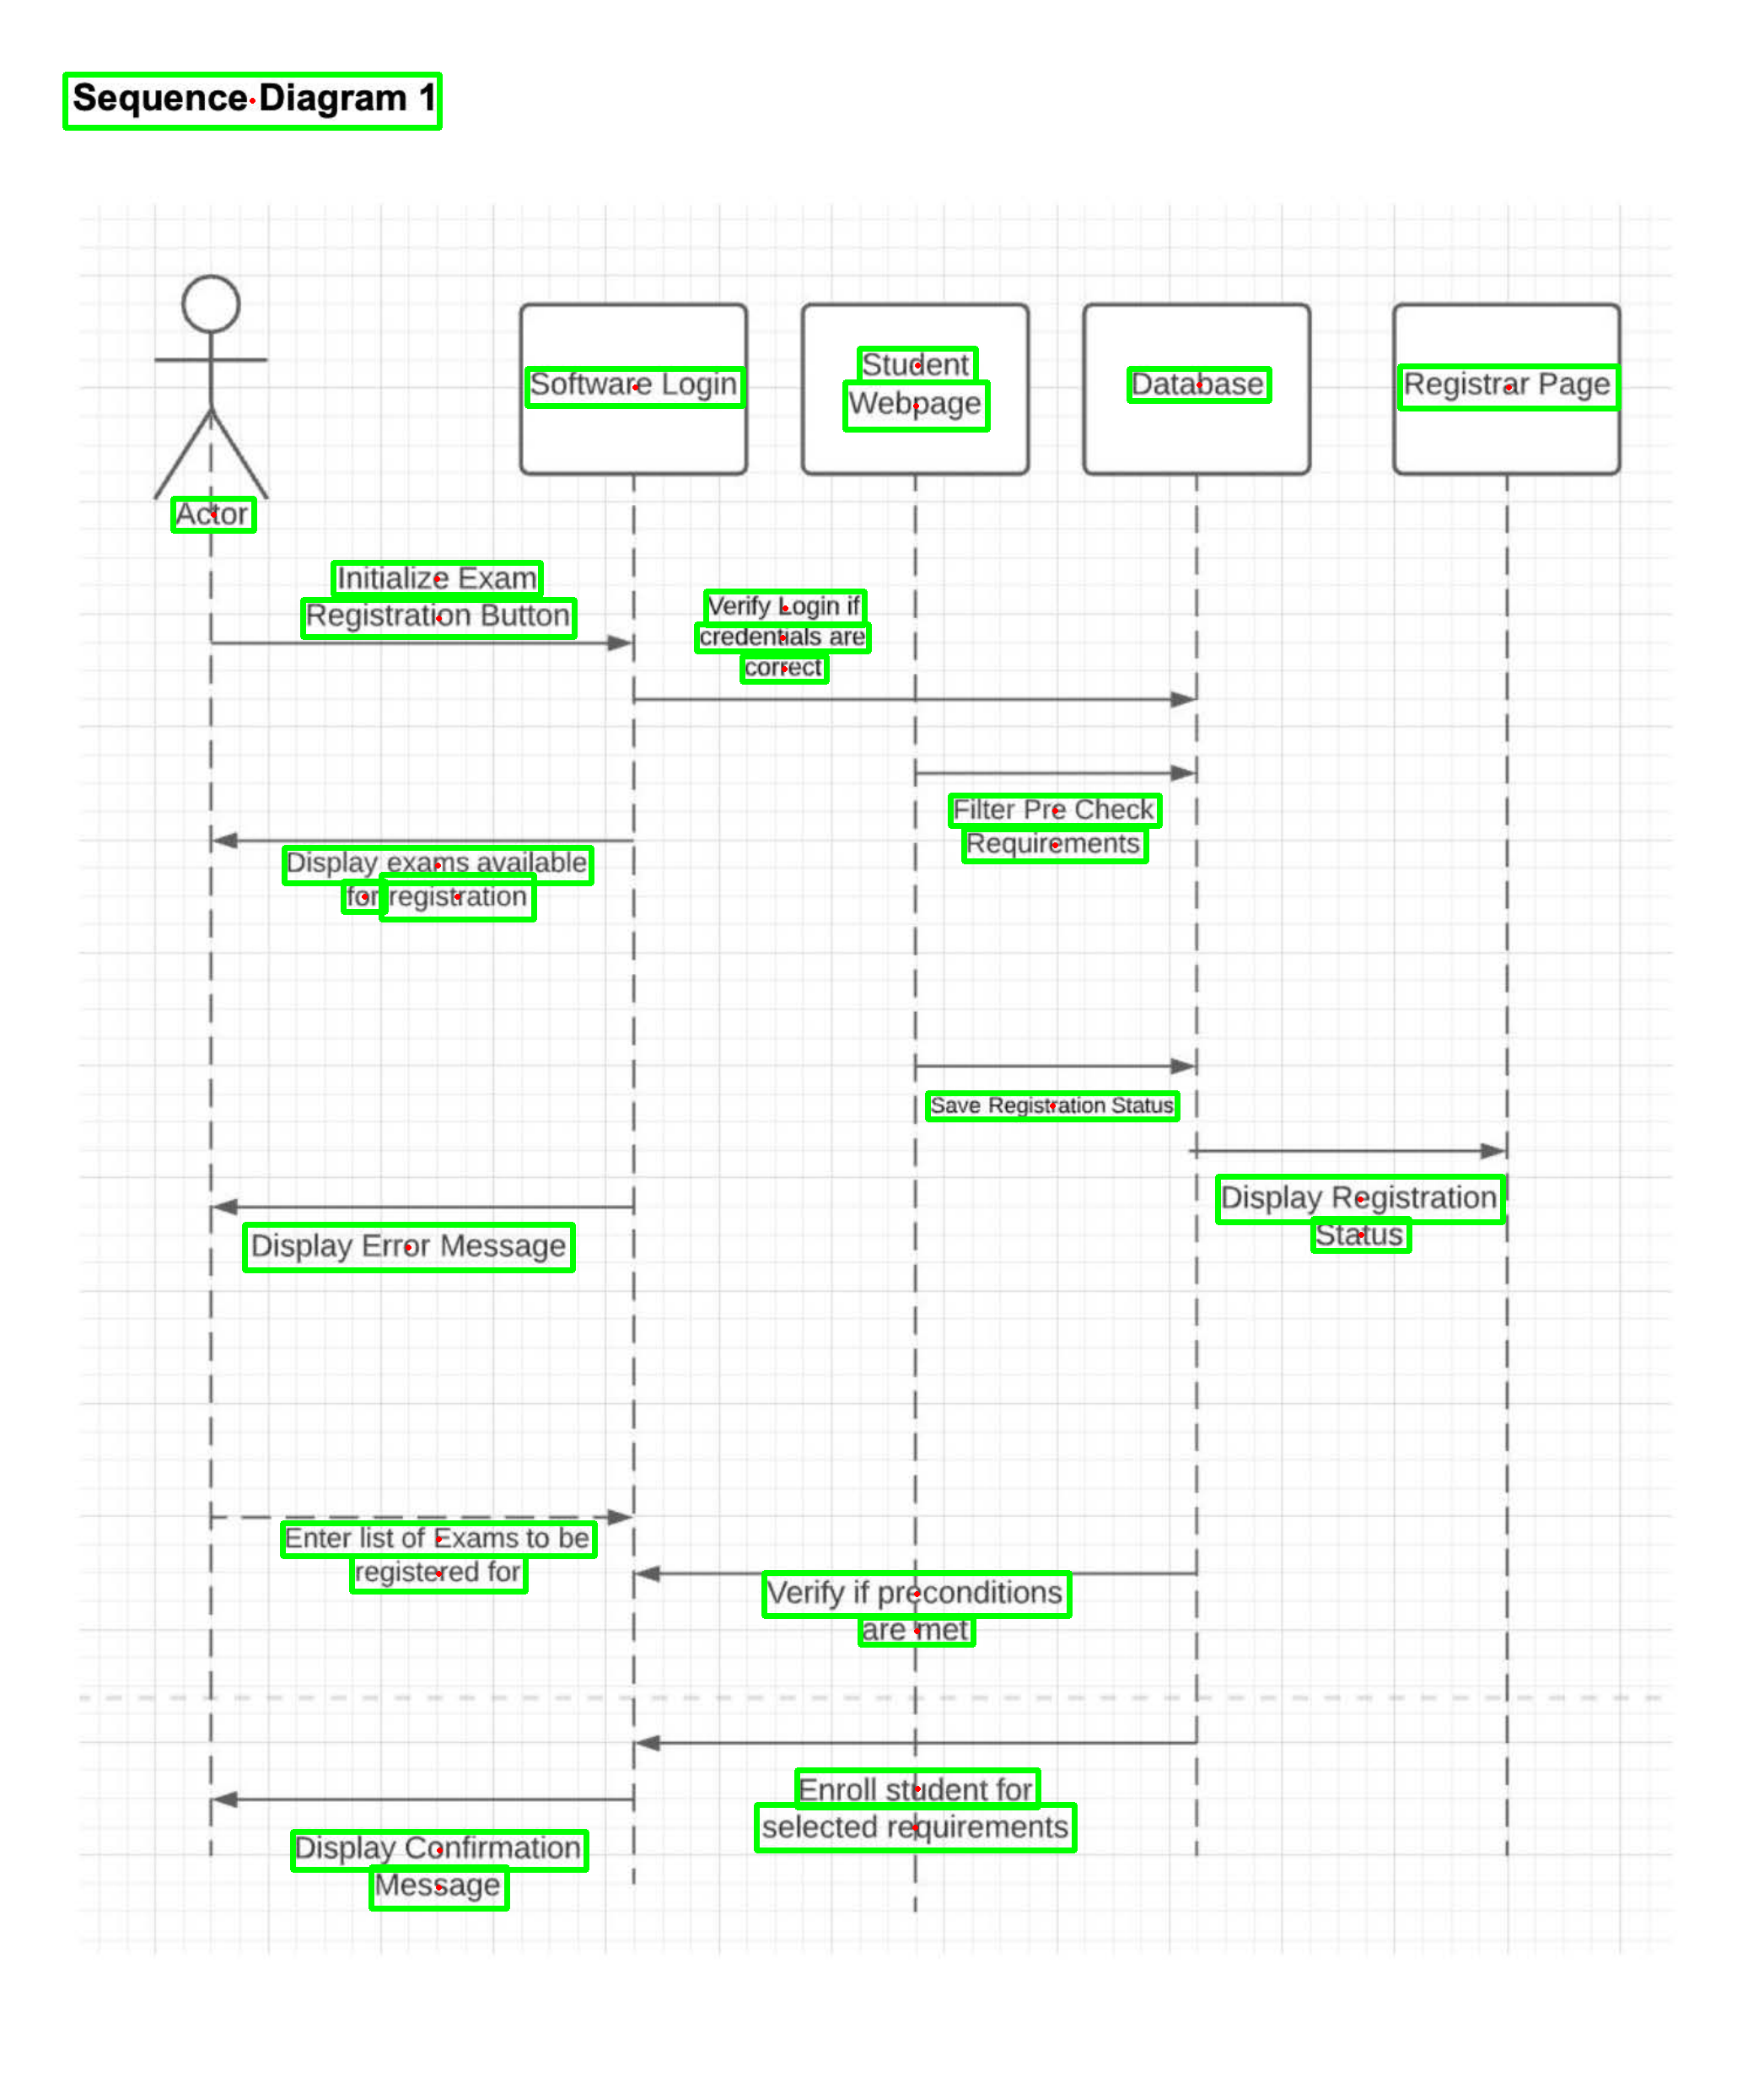 Sequence Diagram 1
Software Login
Student
Webpage
Database
Registrar Page
Actor
Initialize Exam
Registration Button
Verify Login if
credentials are
correct
Filter Pre Check
Requirements
Display exams available
for registration
Save Registration Status
Display Registration
Status
Display Error Message
Enter list of Exams to be
registered for
Verify if preconditions
are met
Enroll student for
selected requirements
Display Confirmation
Message